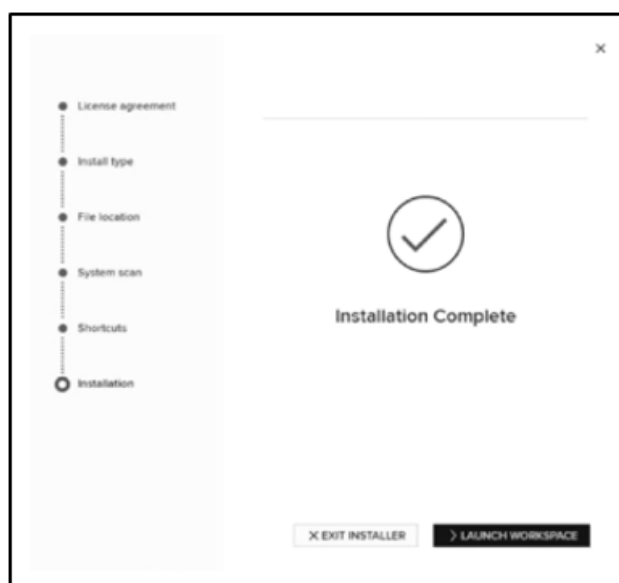 License agreement
Install type
File location
System scan
Shortcuts
Installation
Installation Complete
EXIT INSTALLER
LAUNCH WORKSPACE